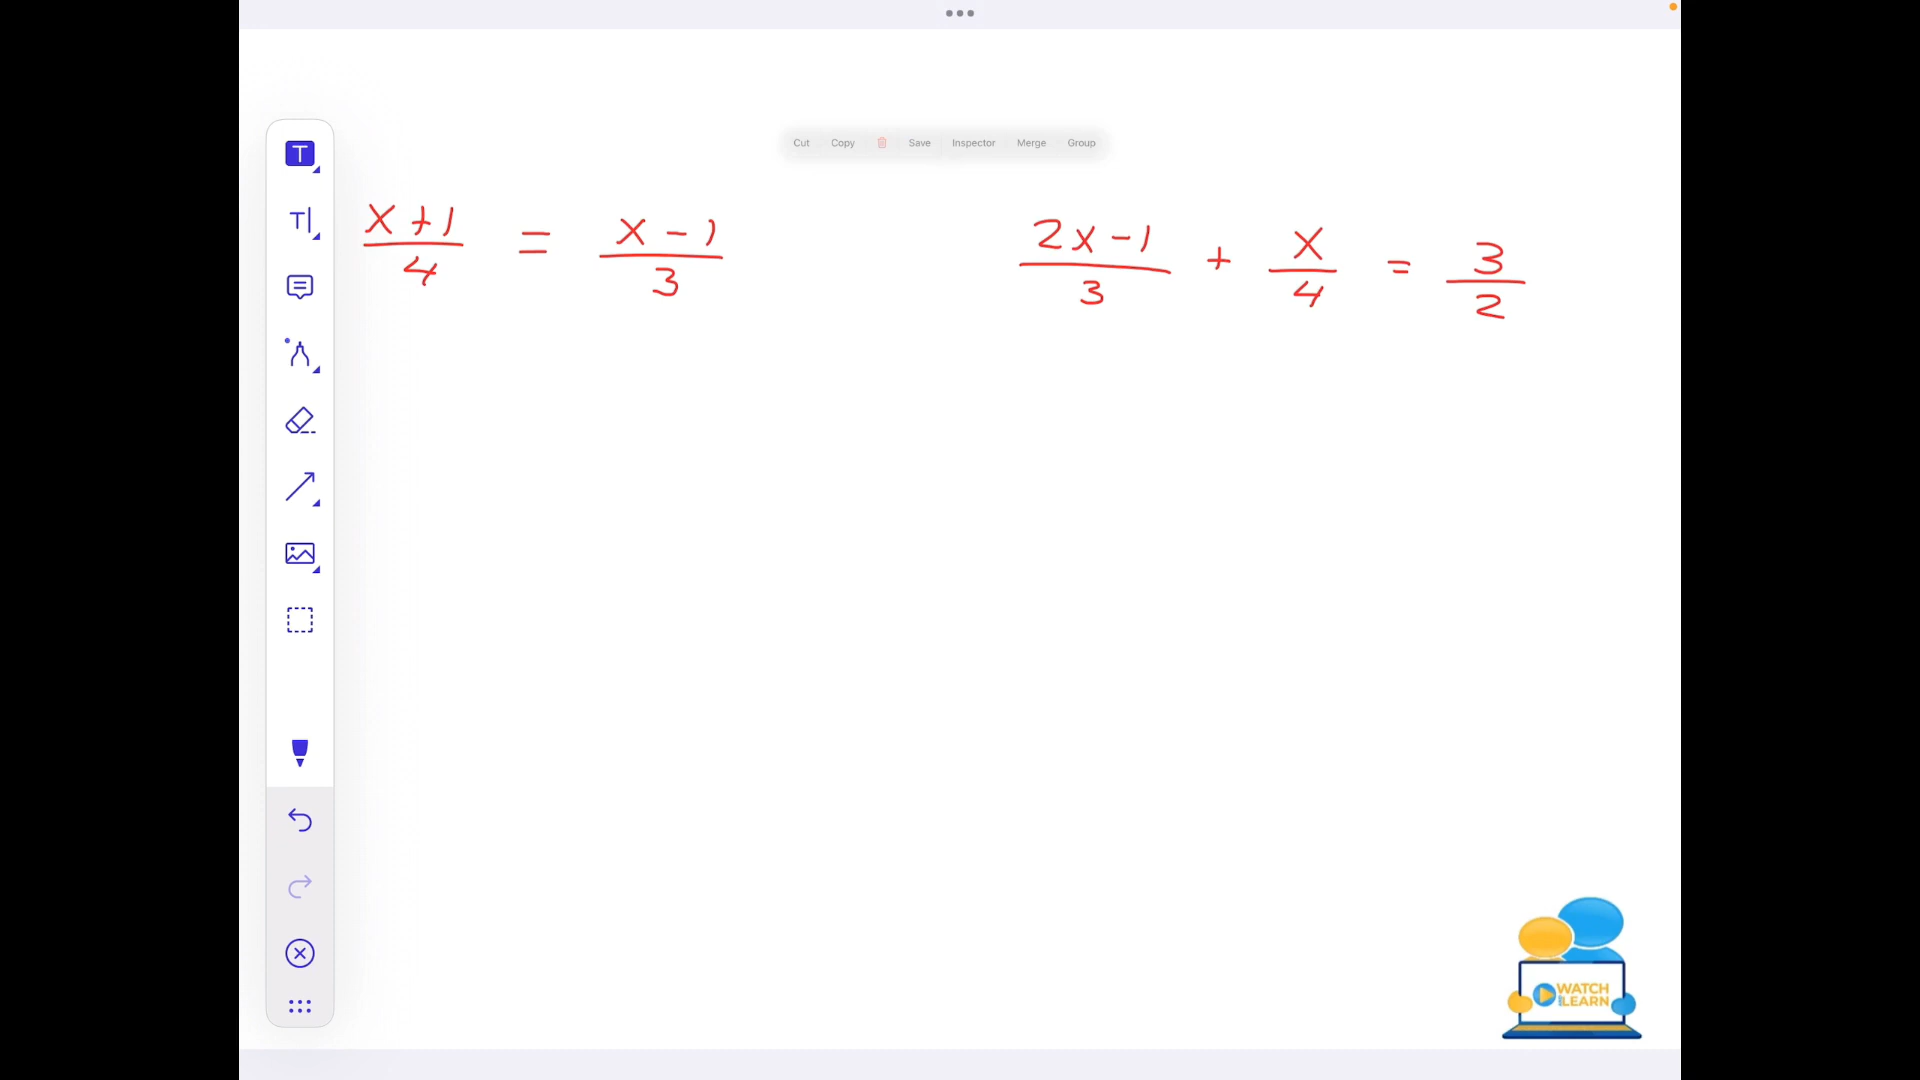 Cut Copy Save Inspector Merge Group
T
T|
x + 1 / 4 = x - 1 / 3
2x - 1 / 3 + x / 4 = 3 / 2
WATCH
LEARN